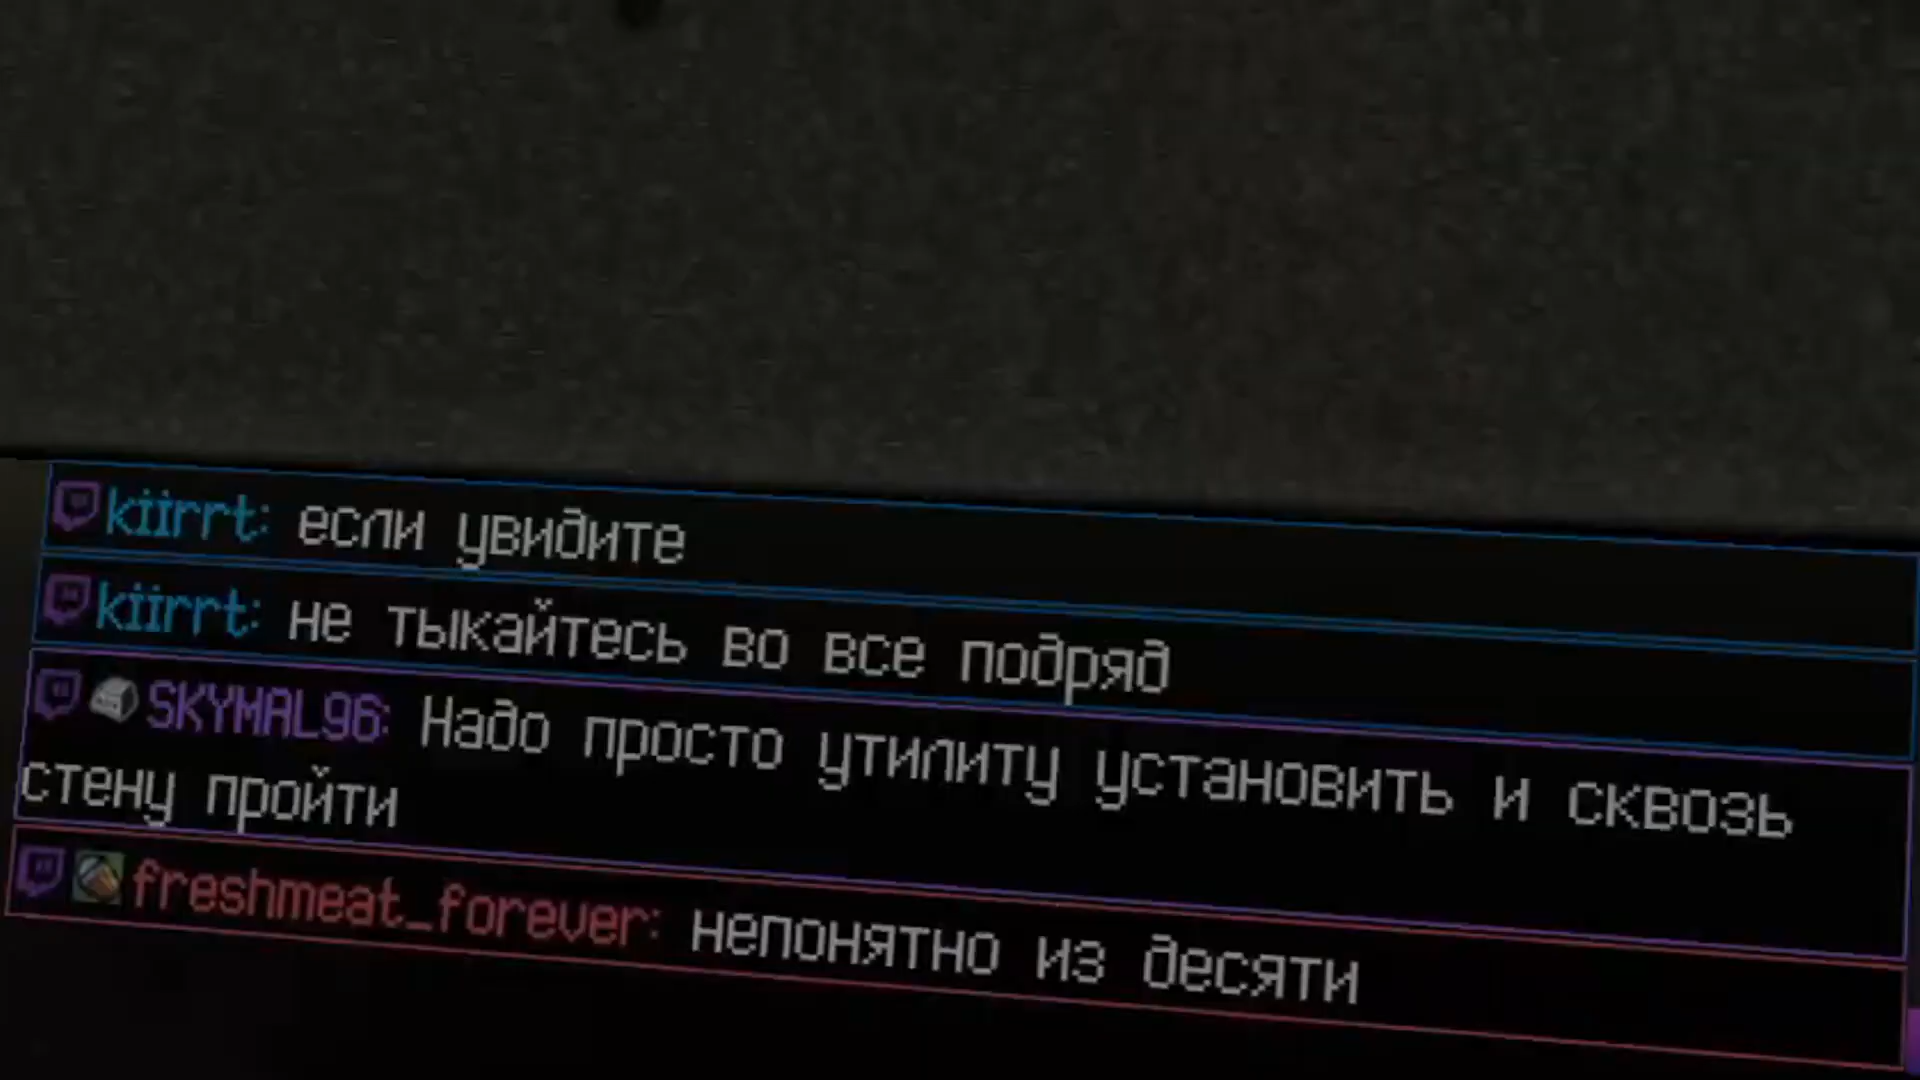 kiirrt: если увидите
kiirrt: не тыкайтесь во все подряд
SKYMAL96: Надо просто утилиту установить и сквозь
стену пройти
freshmeat_forever: непонятно из десяти